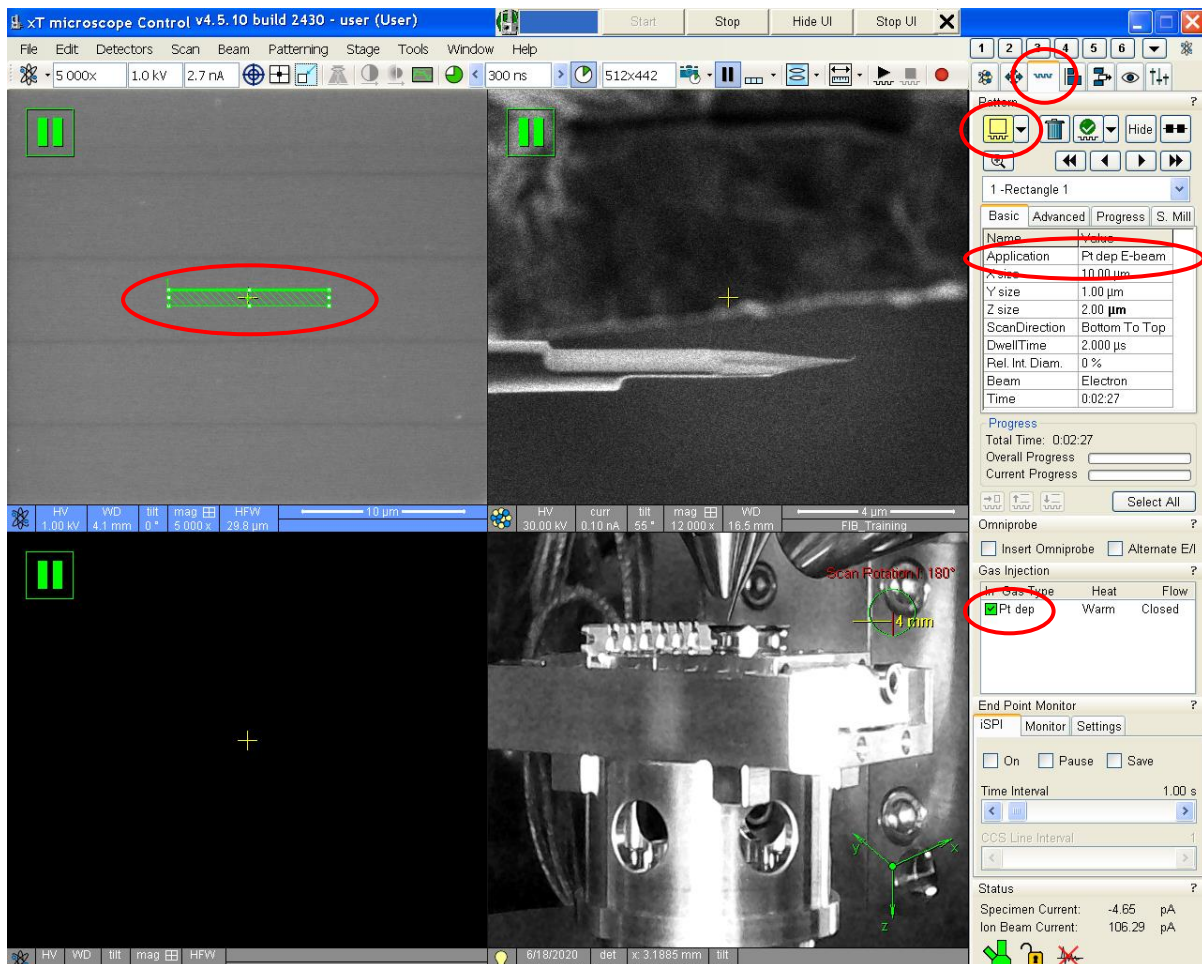 xT microscope Control v4.5.10 build 2430 - user (User)
Start Stop Hide UI Stop UI X
File Edit Detectors Scan Beam Patterning Stage Tools Window Help
5 000x 1.0 kV 2.7 nA 300 ns 512x442
1 2 3 4 5 6
Pattern ?
Hide
1 -Rectangle 1
Basic Advanced Progress S. Mill
Name Value
Application Pt dep E-beam
X size 10.00 µm
Y size 1.00 µm
Z size 2.00 µm
ScanDirection Bottom To Top
DwellTime 2.000 µs
Rel. Int. Diam. 0 %
Beam Electron
Time 0:02:27
Progress
Total Time: 0:02:27
Overall Progress
Current Progress
Select All
HV WD tilt mag HFW 10 µm
1.00 kV 4.1 mm 0 ° 5 000 x 29.8 µm
HV curr tilt mag WD 4 µm
30.00 kV 0.10 nA 55 ° 12 000 x 16.5 mm FIB_Training
Omniprobe ?
Insert Omniprobe Alternate E/I
Gas Injection ?
In Gas Type Heat Flow
Pt dep Warm Closed
Scan Rotation I: 180°
4 mm
y x
z
End Point Monitor ?
iSPI Monitor Settings
On Pause Save
Time Interval 1.00 s
CCS Line Interval 1
Status ?
Specimen Current: -4.65 pA
Ion Beam Current: 106.29 pA
HV WD tilt mag HFW
6/18/2020 det x: 3.1885 mm tilt